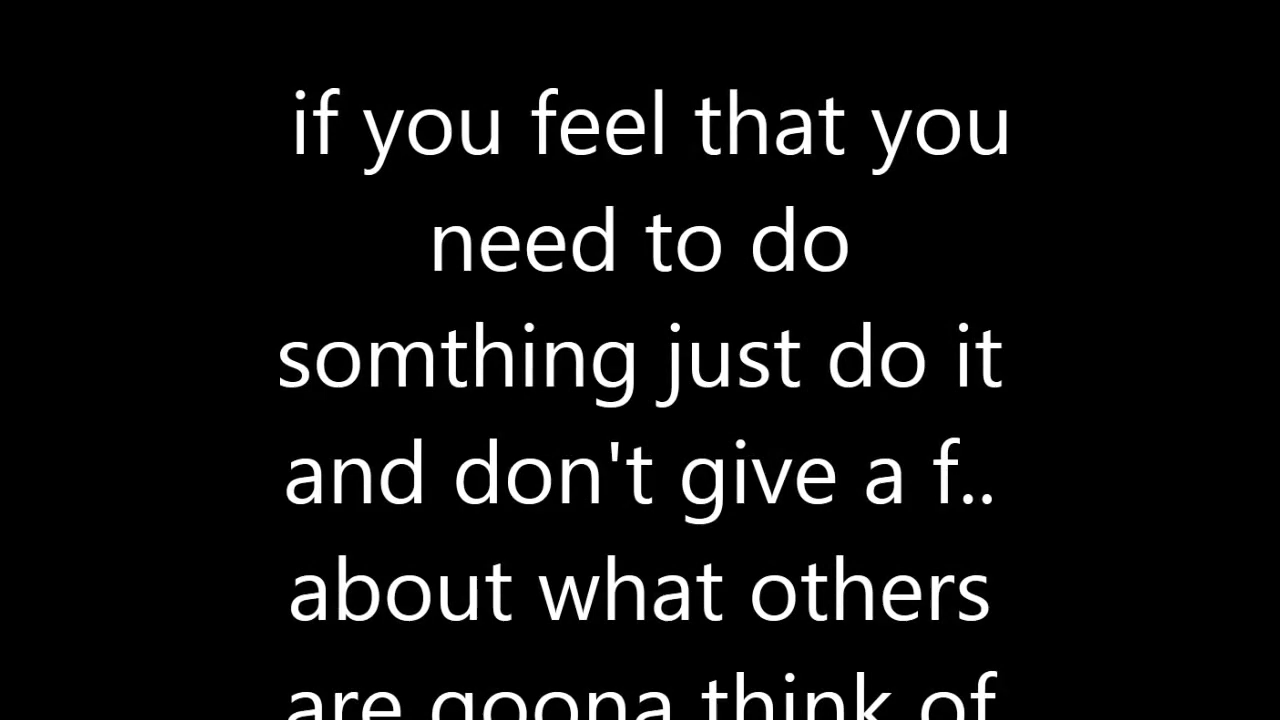 if you feel that you
need to do
somthing just do it
and don't give a f..
about what others
are goona think of